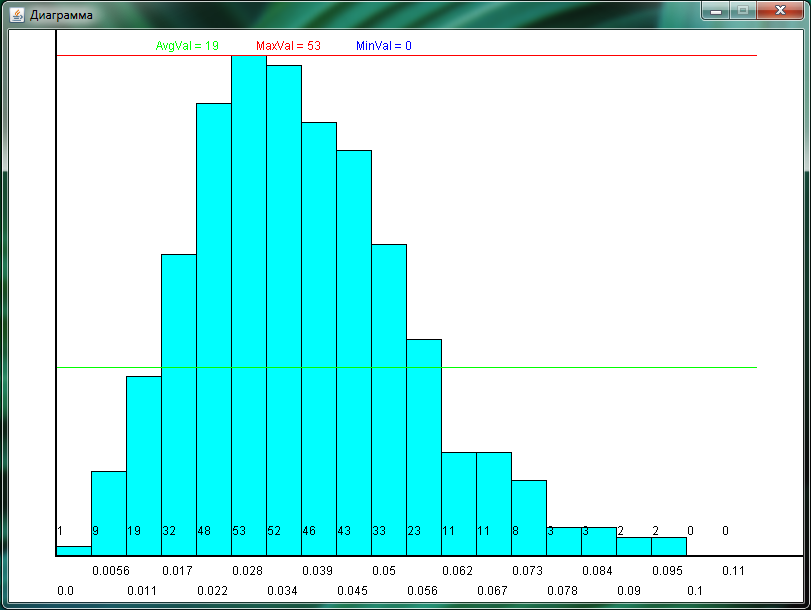 Диаграмма
AvgVal = 19 MaxVal = 53 MinVal = 0
1 9 19 32 48 53 52 46 43 33 23 11 11 8 3 3 2 2 0 0
0.0056 0.017 0.028 0.039 0.05 0.062 0.073 0.084 0.095 0.11
0.0 0.011 0.022 0.034 0.045 0.056 0.067 0.078 0.09 0.1